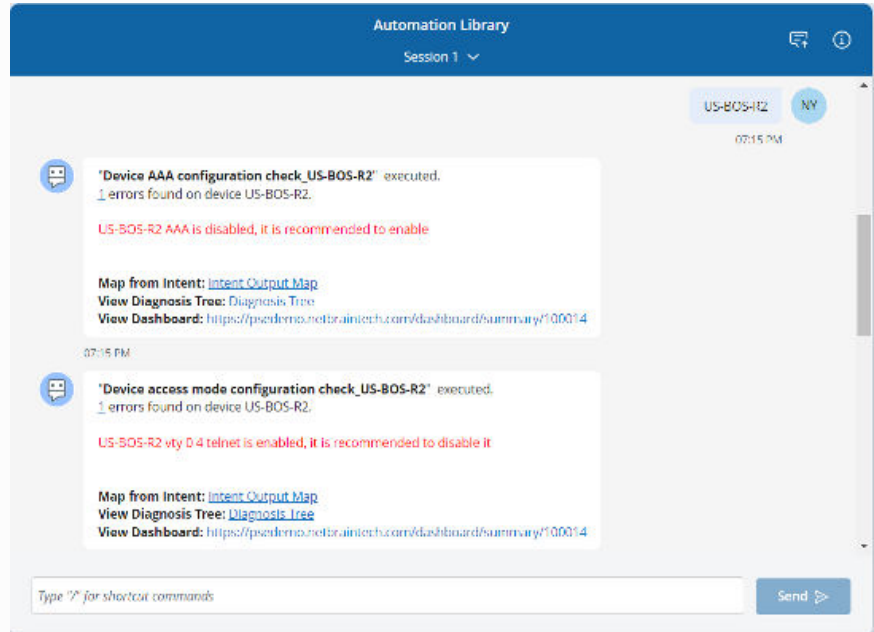 Automation Library
Session 1
US-BOS-R2
NY
07:15 PM
"Device AAA configuration check_US-BOS-R2" executed.
1 errors found on device US-BOS-R2.
US-BOS-R2 AAA is disabled, it is recommended to enable
Map from Intent: Intent Output Map
View Diagnosis Tree: Diagnosis Tree
View Dashboard: https://psedemo.netbraintech.com/dashboard/summary/100014
07:15 PM
"Device access mode configuration check_US-BOS-R2" executed.
1 errors found on device US-BOS-R2.
US-BOS-R2 vty 0 4 telnet is enabled, it is recommended to disable it
Map from Intent: Intent Output Map
View Diagnosis Tree: Diagnosis Tree
View Dashboard: https://psedemo.netbraintech.com/dashboard/summary/100014
Type "/" for shortcut commands
Send